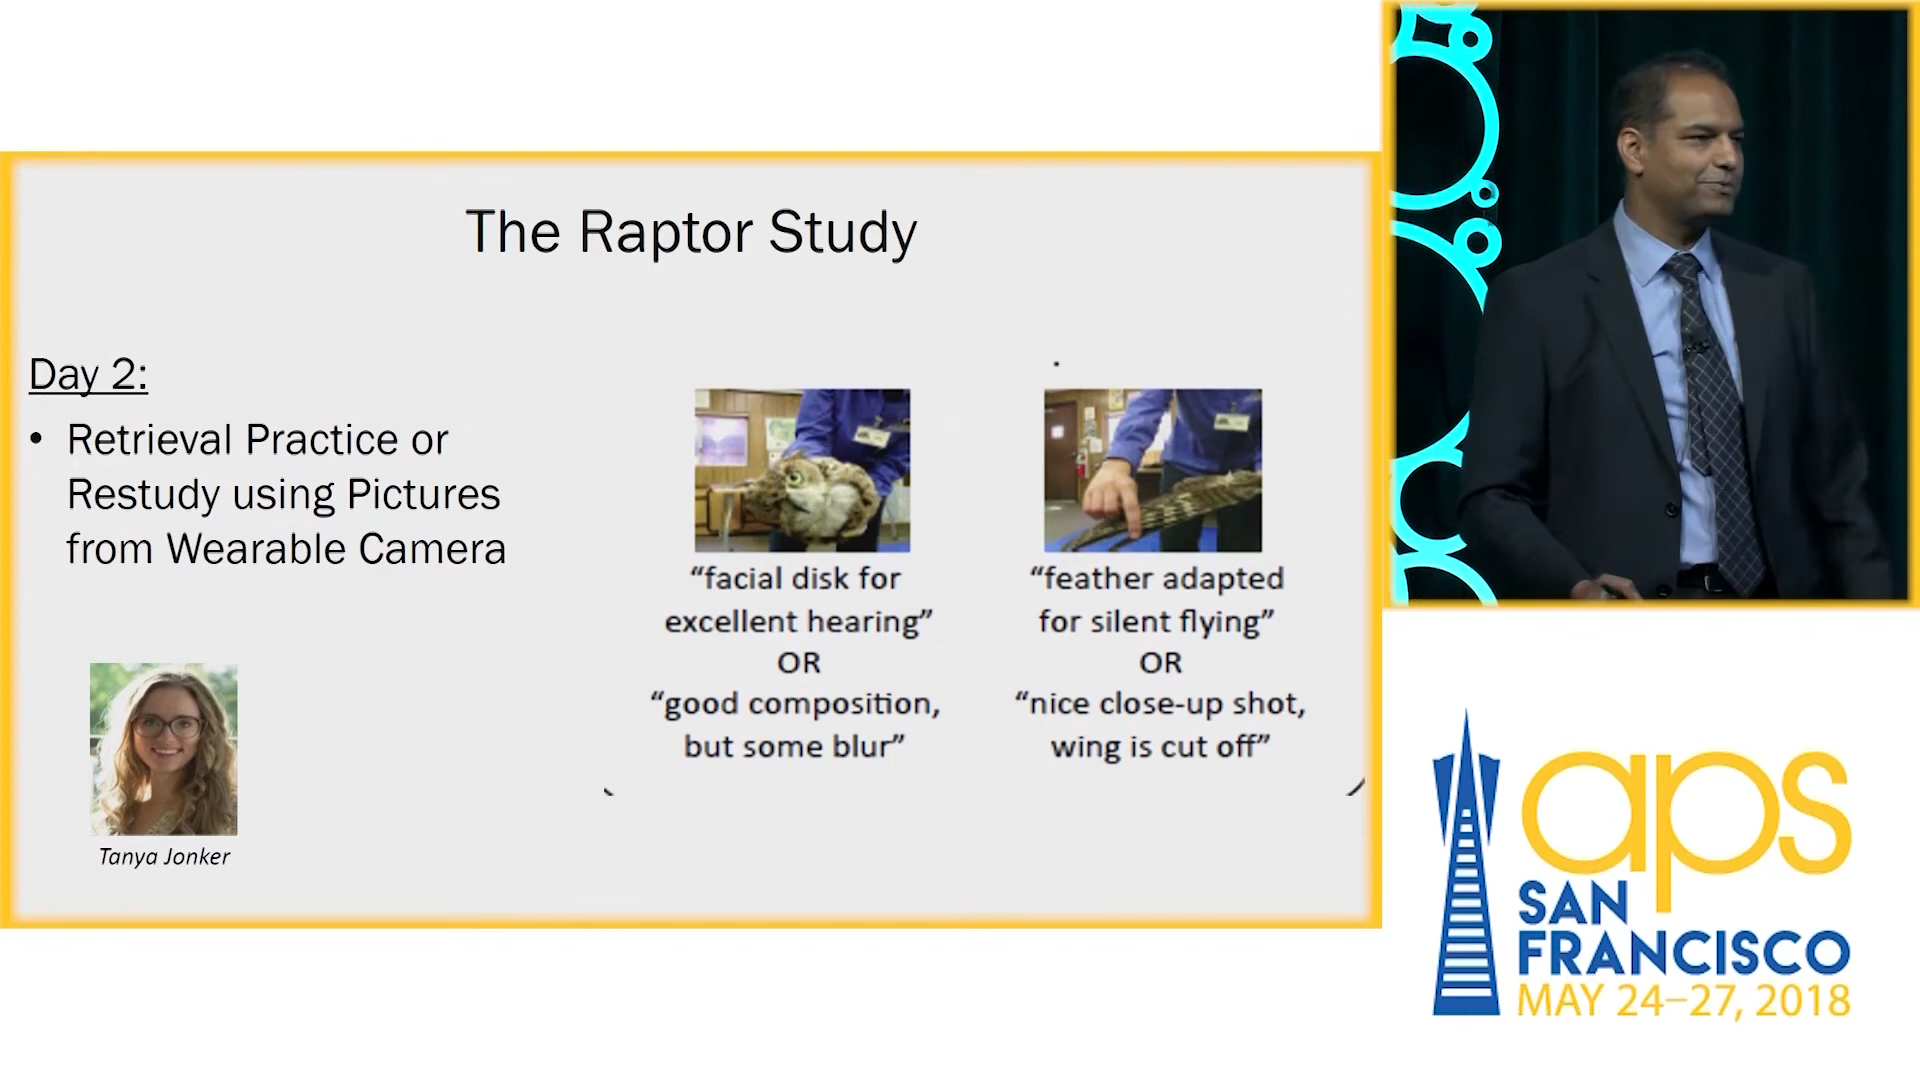 The Raptor Study
Day 2:
• Retrieval Practice or
Restudy using Pictures
from Wearable Camera
Tanya Jonker
“facial disk for
excellent hearing”
OR
“good composition,
but some blur”
“feather adapted
for silent flying”
OR
“nice close-up shot,
wing is cut off”
aps
SAN
FRANCISCO
MAY 24–27, 2018